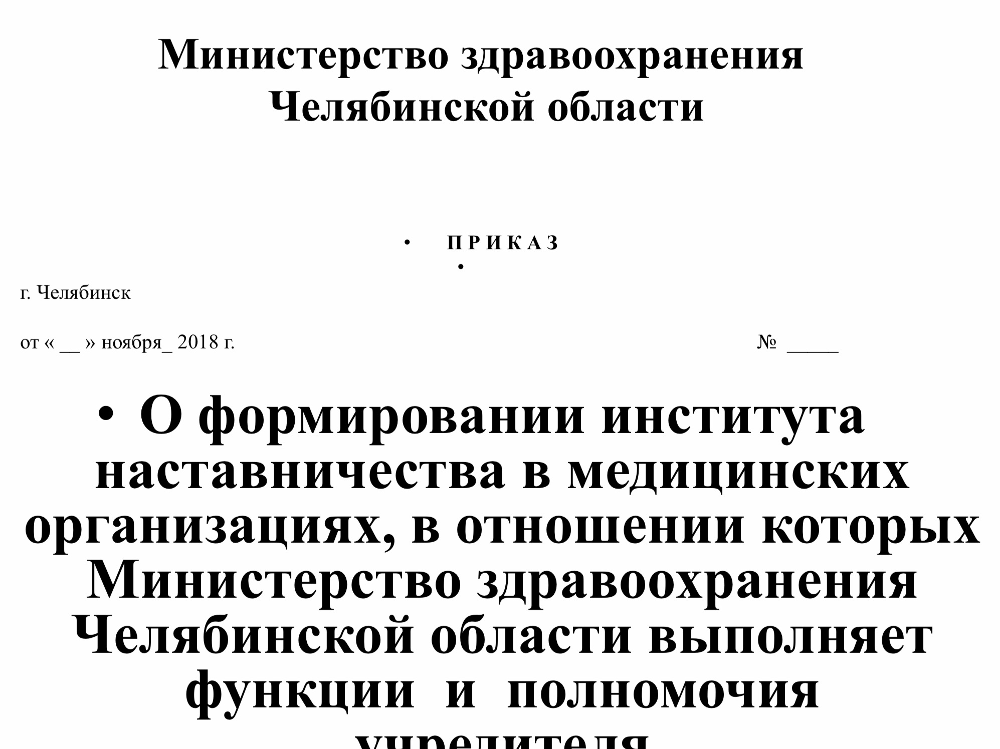 Министерство здравоохранения
Челябинской области
• П Р И К А З
•
г. Челябинск
от « __ » ноября_ 2018 г. № _____
• О формировании института
наставничества в медицинских
организациях, в отношении которых
Министерство здравоохранения
Челябинской области выполняет
функции и полномочия
учредителя